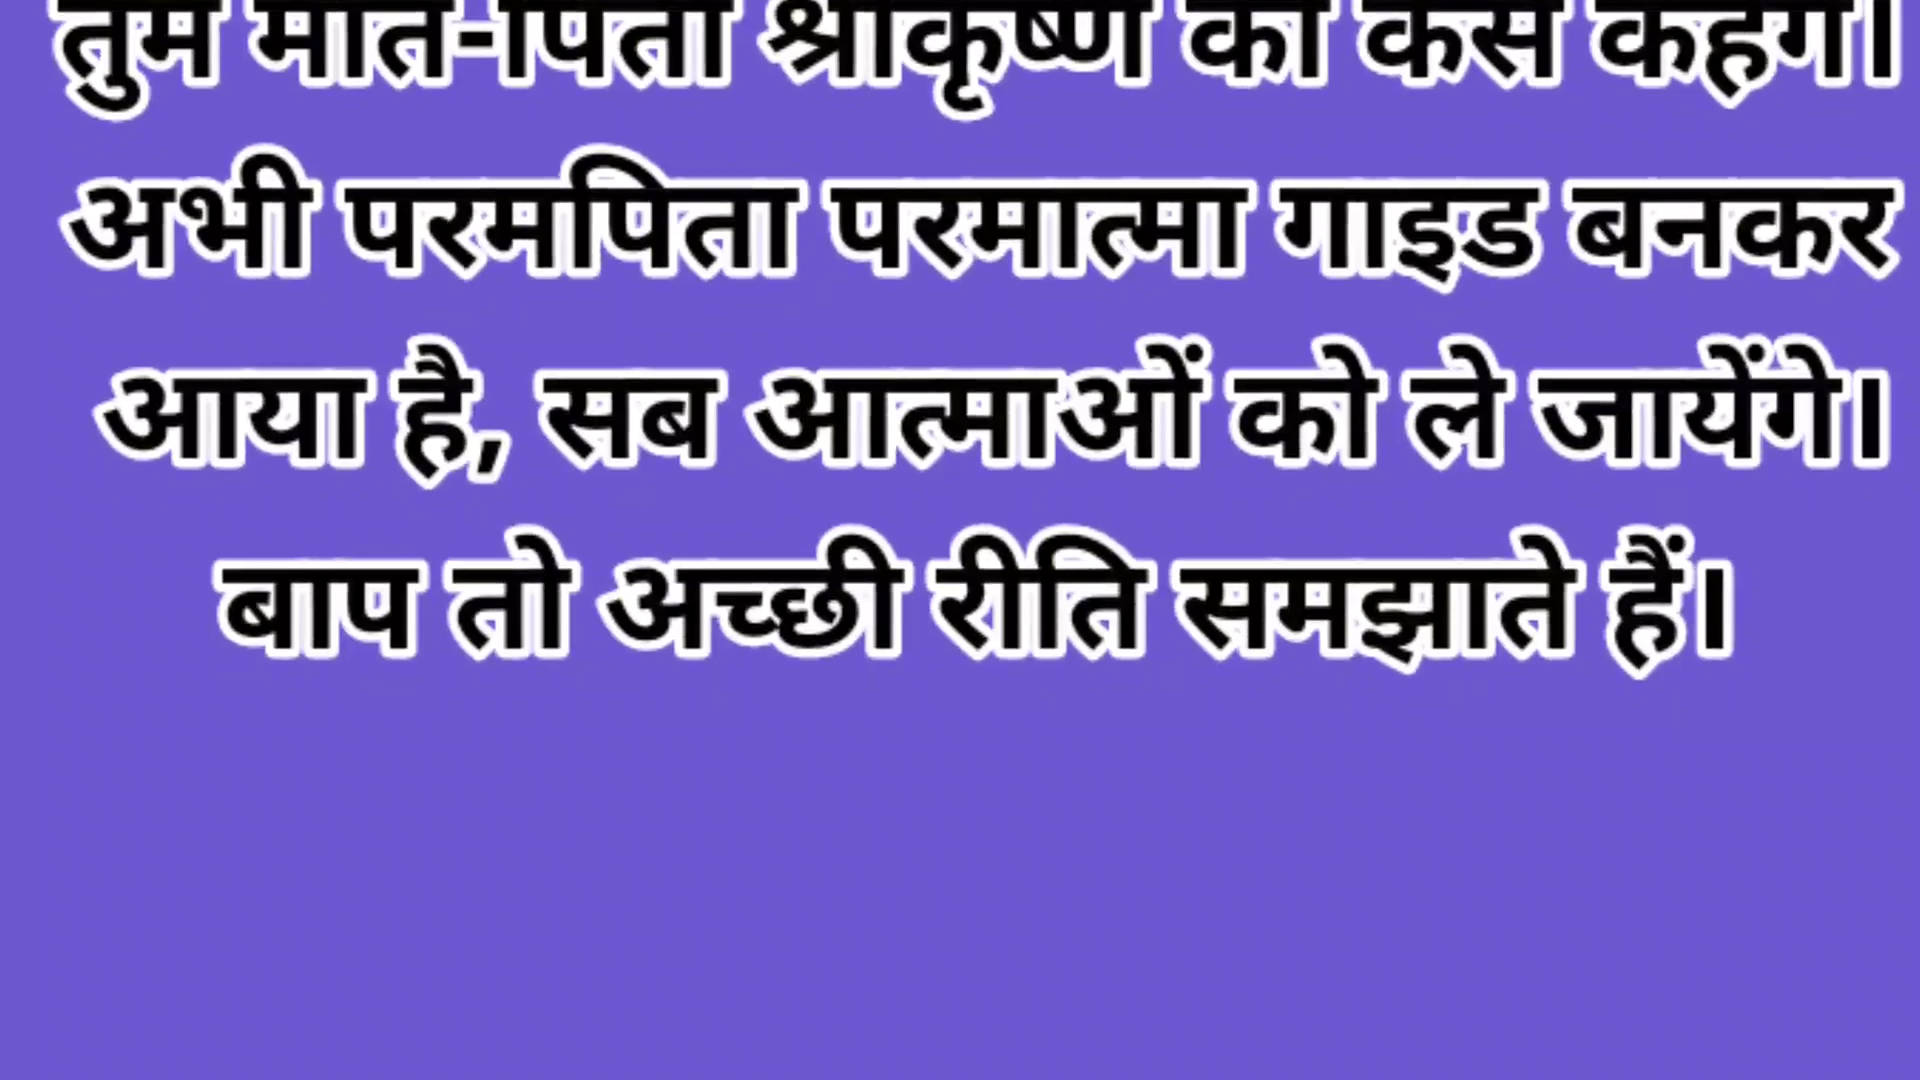 तुम मात-पिता श्रीकृष्ण को कैसे कहेंगे।
अभी परमपिता परमात्मा गाइड बनकर
आया है, सब आत्माओं को ले जायेंगे।
बाप तो अच्छी रीति समझाते हैं।